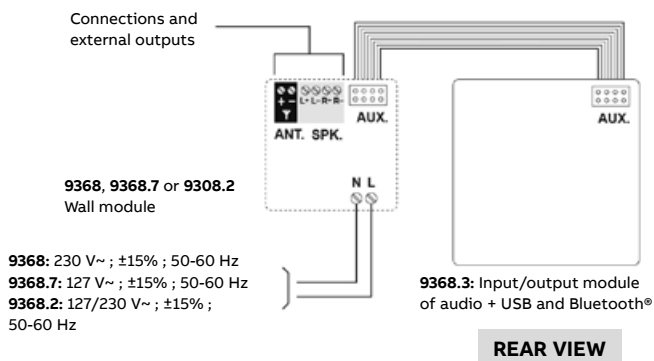 Connections and
external outputs
+ -
L+ L- R+ R-
ANT. SPK.
AUX.
AUX.
N L
9368, 9368.7 or 9308.2
Wall module
9368: 230 V~ ; ±15% ; 50-60 Hz
9368.7: 127 V~ ; ±15% ; 50-60 Hz
9368.2: 127/230 V~ ; ±15% ;
50-60 Hz
9368.3: Input/output module
of audio + USB and Bluetooth®
REAR VIEW